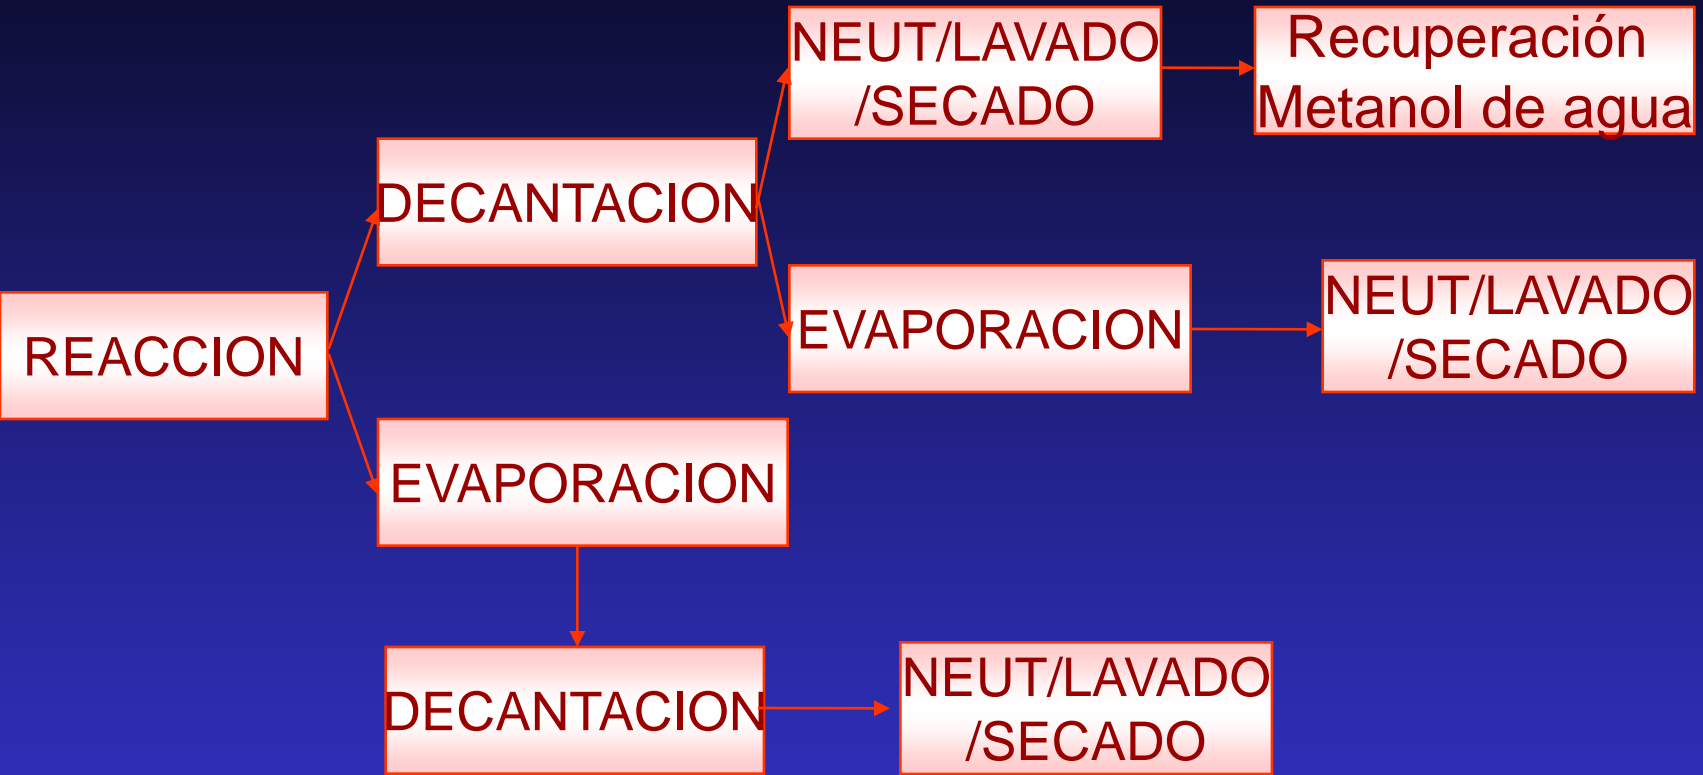 NEUT/LAVADO
/SECADO
Recuperación
Metanol de agua
DECANTACION
REACCION
EVAPORACION
NEUT/LAVADO
/SECADO
EVAPORACION
DECANTACION
NEUT/LAVADO
/SECADO